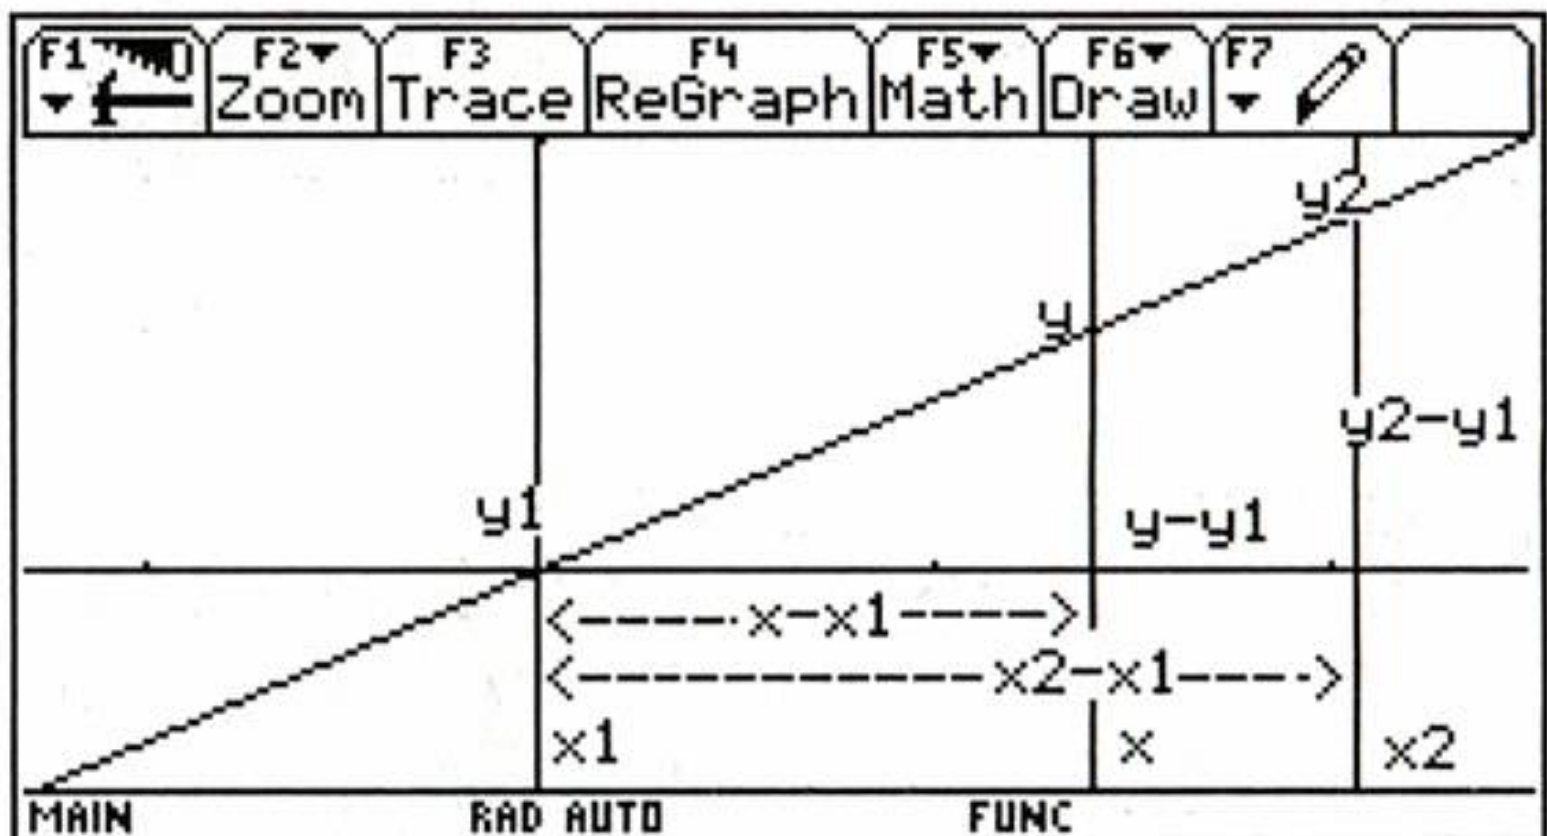 F1 F2 F3 F4 F5 F6 F7
Zoom Trace ReGraph Math Draw
y2
y
y2-y1
y1
y-y1
<-----x-x1----->
<------------x2-x1---->
x1 x x2
MAIN RAD AUTO FUNC